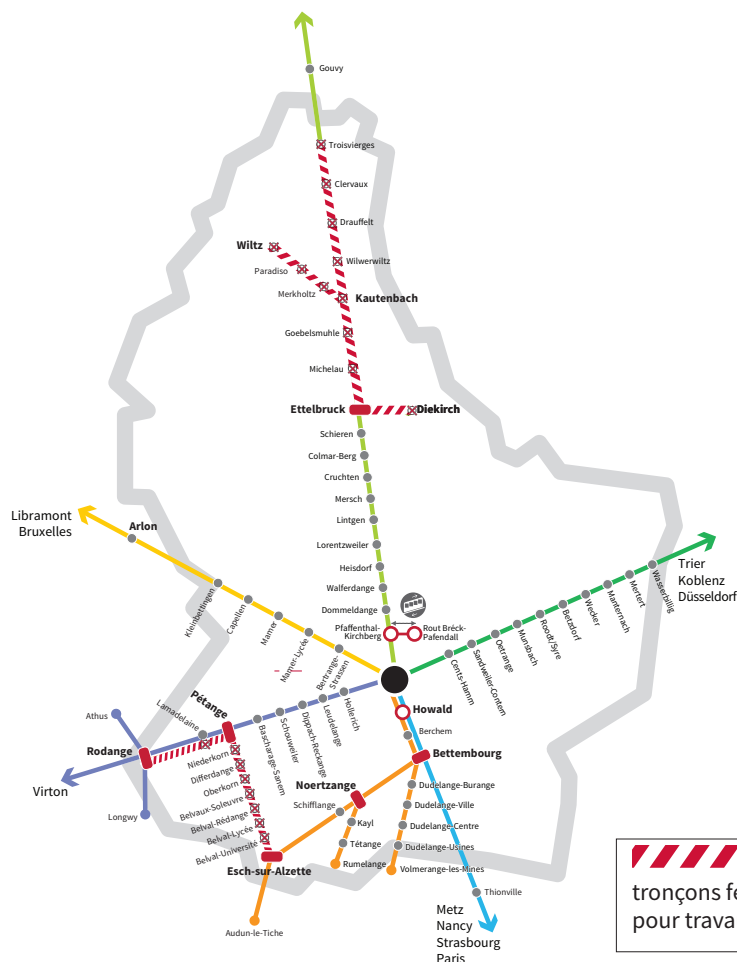 Gouvy
Troisvierges
Clervaux
Drauffelt
Wiltz
Wilwerwiltz
Paradiso
Merkholtz
Kautenbach
Goebelsmuhle
Michelau
Ettelbruck
Diekirch
Schieren
Colmar-Berg
Cruchten
Mersch
Lintgen
Libramont
Bruxelles
Arlon
Lorentzweiler
Heisdorf
Walferdange
Dommeldange
Pfaffenthal-
Kirchberg
Rout Bréck-
Pafendall
Trier
Koblenz
Düsseldorf
Wasserbillig
Mertert
Manternach
Wecker
Betzdorf
Roodt/Syre
Munsbach
Oetrange
Sandweiler-Contern
Cents-Hamm
Kleinbettingen
Capellen
Mamer
Mamer-Lycée
Bertrange-
Strassen
Hollerich
Leudelange
Dippach-Reckange
Schouweiler
Bascharage-Sanem
Pétange
Lamadelaine
Athus
Rodange
Virton
Longwy
Niederkorn
Differdange
Oberkorn
Belvaux-Soleuvre
Belval-Rédange
Belval-Lycée
Belval-Université
Esch-sur-Alzette
Audun-le-Tiche
Howald
Berchem
Bettembourg
Noertzange
Schifflange
Kayl
Tétange
Rumelange
Dudelange-Burange
Dudelange-Ville
Dudelange-Centre
Dudelange-Usines
Volmerange-les-Mines
Thionville
Metz
Nancy
Strasbourg
Paris
tronçons fe
pour trava